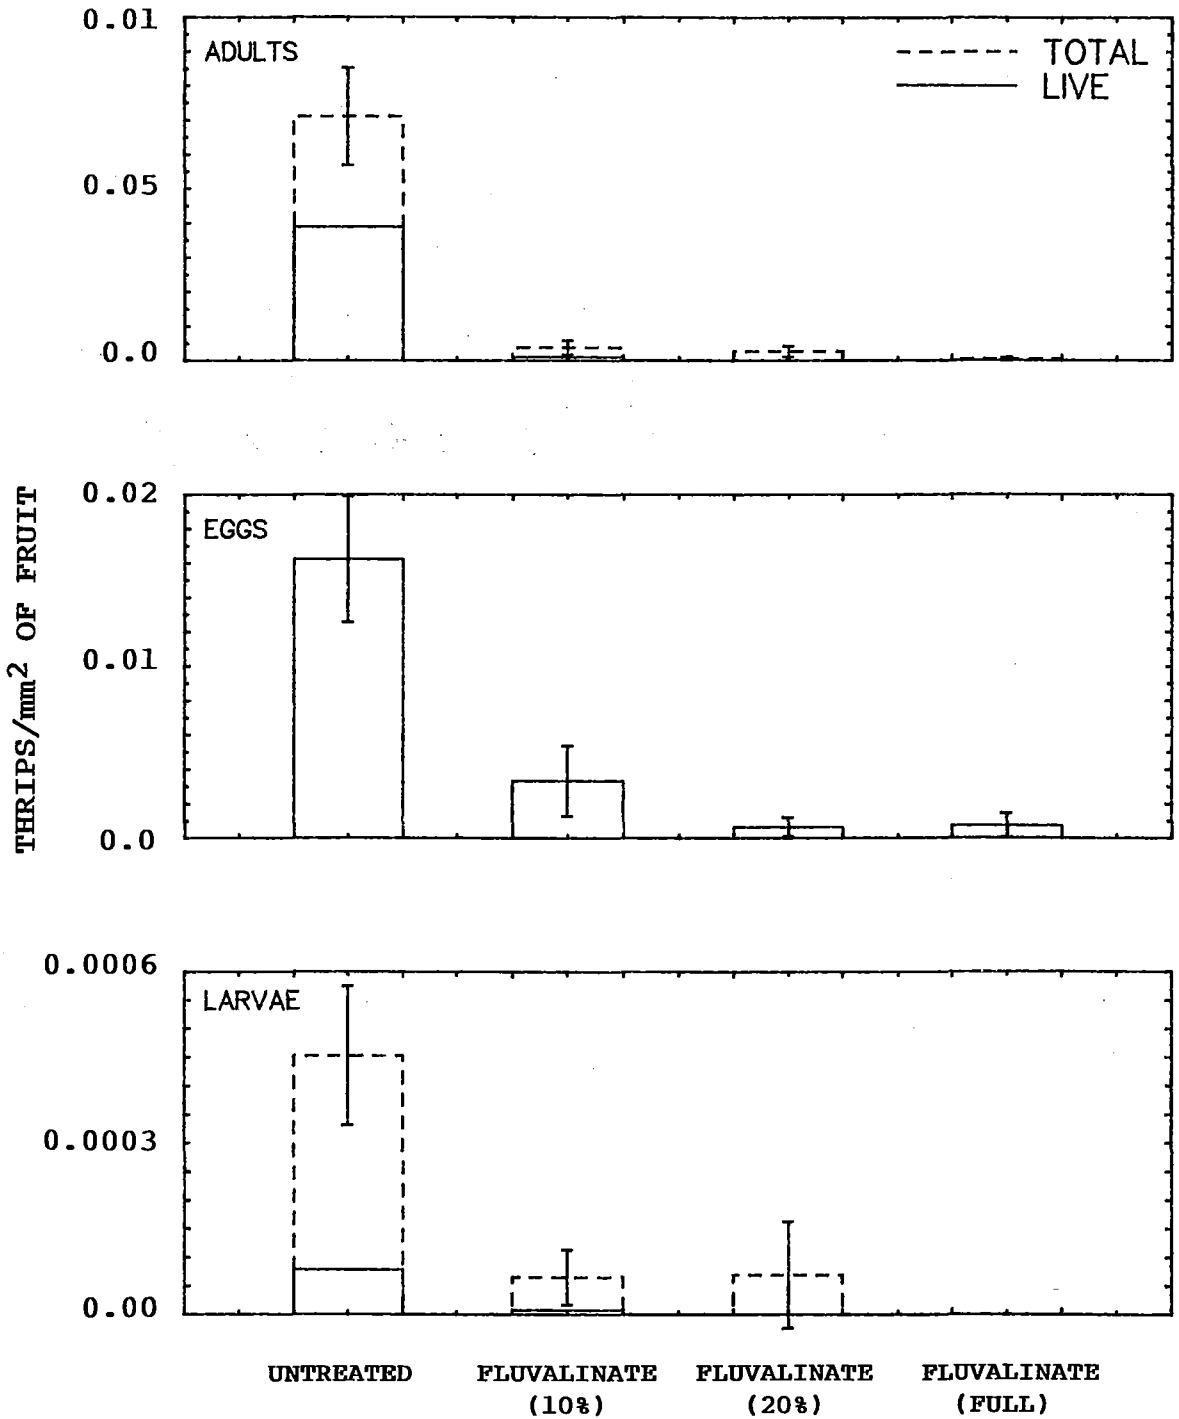 0.01
ADULTS
TOTAL
LIVE
0.05
0.0
THRIPS/mm² OF FRUIT
0.02
EGGS
0.01
0.0
0.0006
LARVAE
0.0003
0.00
UNTREATED FLUVALINATE FLUVALINATE FLUVALINATE
(10%) (20%) (FULL)